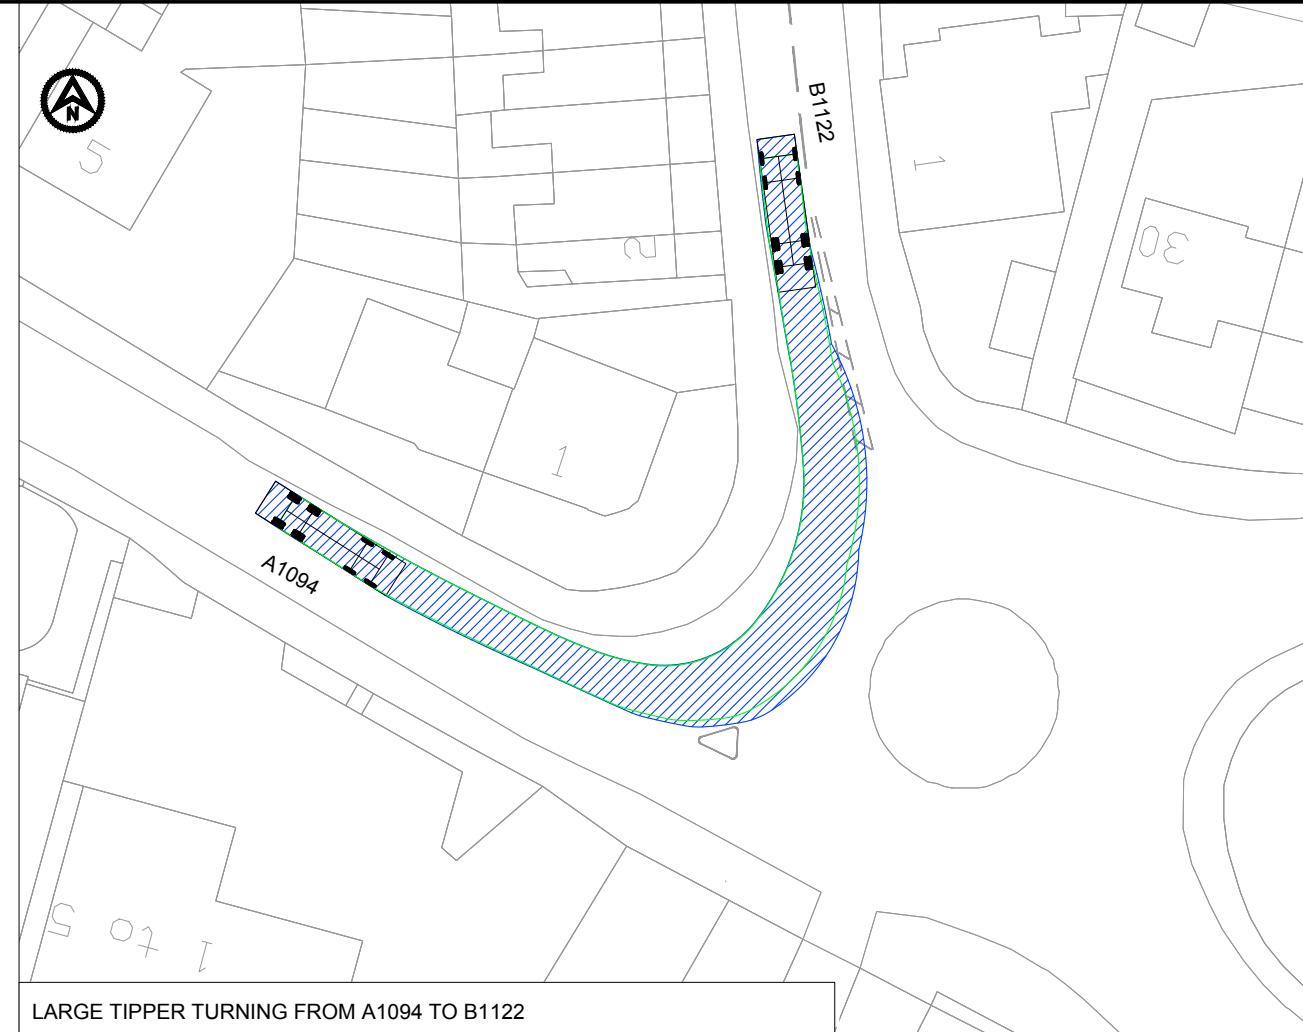 N
B1122
5
1
2
30
1
A1094
1 to 5
LARGE TIPPER TURNING FROM A1094 TO B1122